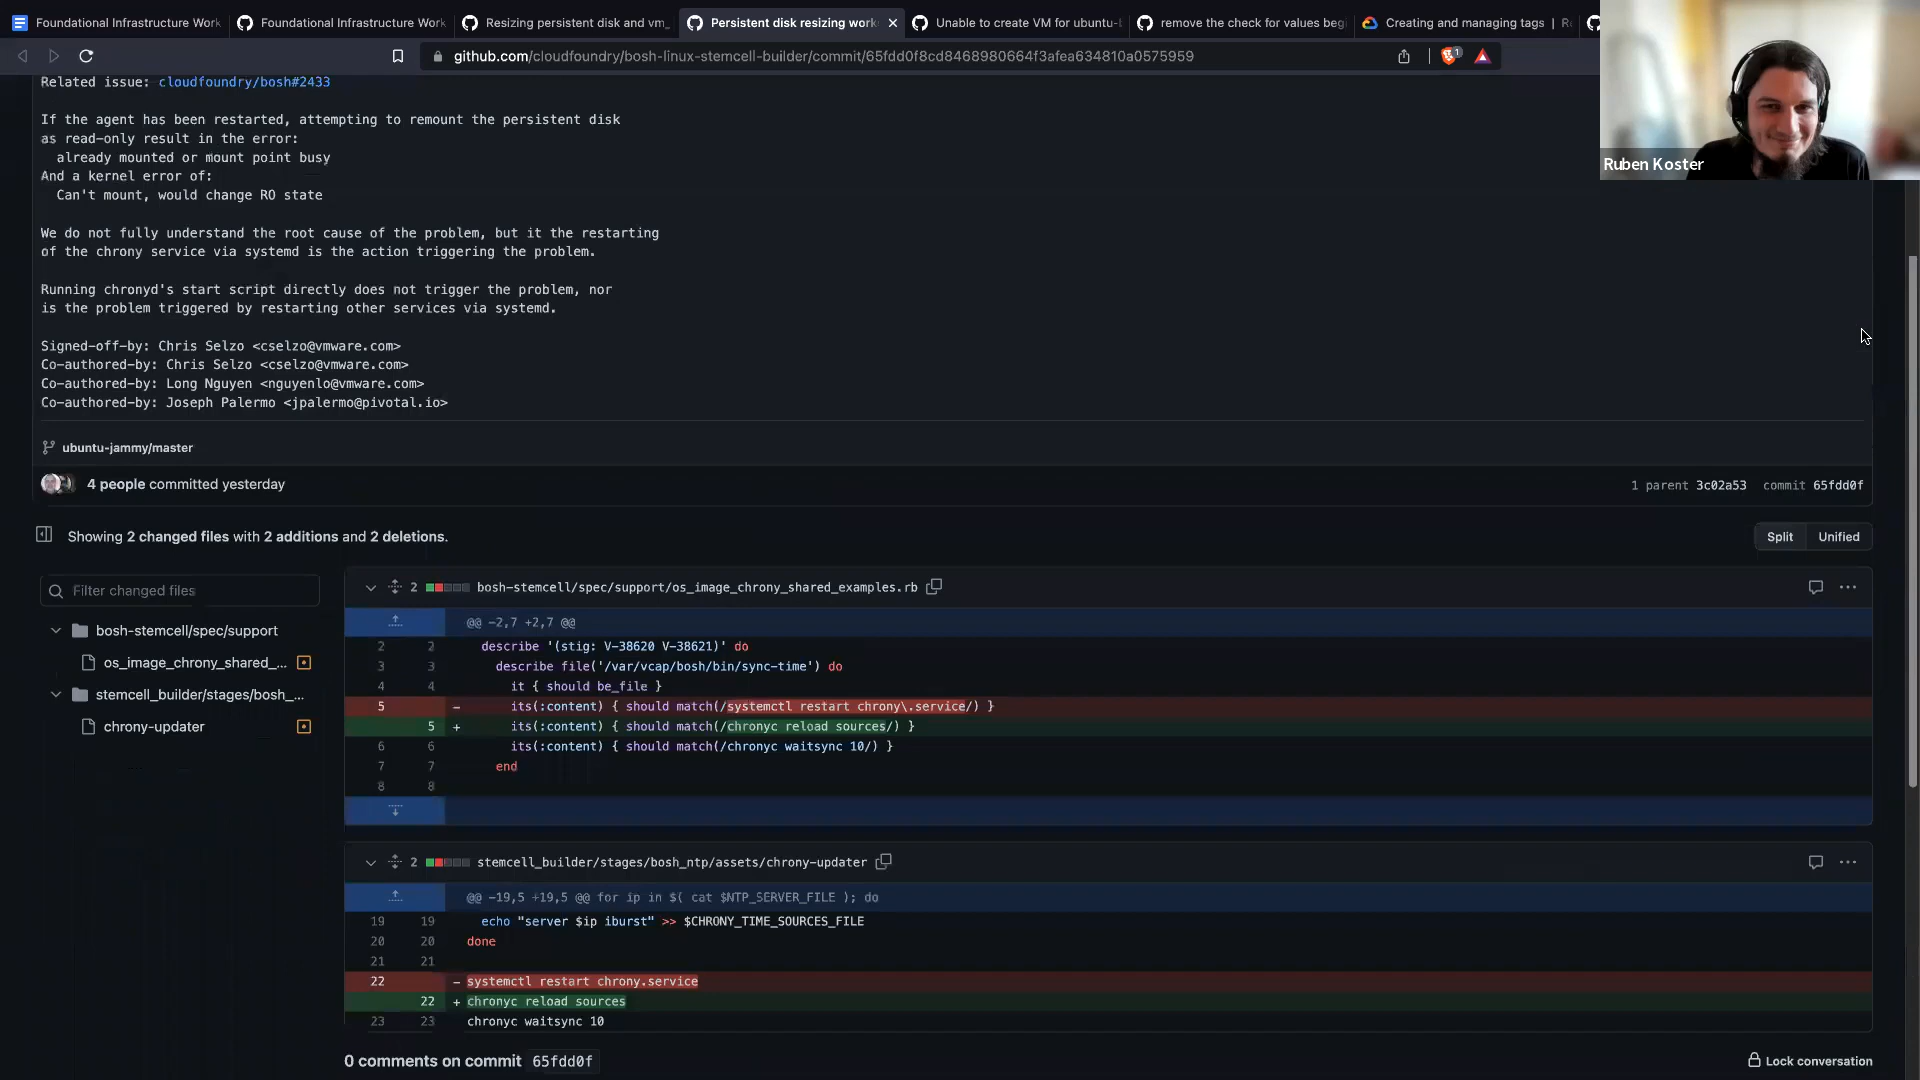 Foundational Infrastructure Work
Foundational Infrastructure Work
Resizing persistent disk and vm_
Persistent disk resizing work
Unable to create VM for ubuntu-
remove the check for values beg
Creating and managing tags | R
github.com/cloudfoundry/bosh-linux-stemcell-builder/commit/65fdd0f8cd8468980664f3afea634810a0575959
1
Ruben Koster
Related issue: cloudfoundry/bosh#2433
If the agent has been restarted, attempting to remount the persistent disk
as read-only result in the error:
already mounted or mount point busy
And a kernel error of:
Can't mount, would change RO state
We do not fully understand the root cause of the problem, but it the restarting
of the chrony service via systemd is the action triggering the problem.
Running chronyd's start script directly does not trigger the problem, nor
is the problem triggered by restarting other services via systemd.
Signed-off-by: Chris Selzo <cselzo@vmware.com>
Co-authored-by: Chris Selzo <cselzo@vmware.com>
Co-authored-by: Long Nguyen <nguyenlo@vmware.com>
Co-authored-by: Joseph Palermo <jpalermo@pivotal.io>
ubuntu-jammy/master
4 people committed yesterday
1 parent 3c02a53 commit 65fdd0f
Showing 2 changed files with 2 additions and 2 deletions.
Split Unified
Filter changed files
bosh-stemcell/spec/support
os_image_chrony_shared_...
stemcell_builder/stages/bosh_...
chrony-updater
2 bosh-stemcell/spec/support/os_image_chrony_shared_examples.rb
@@ -2,7 +2,7 @@
2 2 describe '(stig: V-38620 V-38621)' do
3 3 describe file('/var/vcap/bosh/bin/sync-time') do
4 4 it { should be_file }
5 - its(:content) { should match(/systemctl restart chrony\.service/) }
5 + its(:content) { should match(/chronyc reload sources/) }
6 6 its(:content) { should match(/chronyc waitsync 10/) }
7 7 end
8 8
2 stemcell_builder/stages/bosh_ntp/assets/chrony-updater
@@ -19,5 +19,5 @@ for ip in $( cat $NTP_SERVER_FILE ); do
19 19 echo "server $ip iburst" >> $CHRONY_TIME_SOURCES_FILE
20 20 done
21 21
22 - systemctl restart chrony.service
22 + chronyc reload sources
23 23 chronyc waitsync 10
0 comments on commit 65fdd0f
Lock conversation